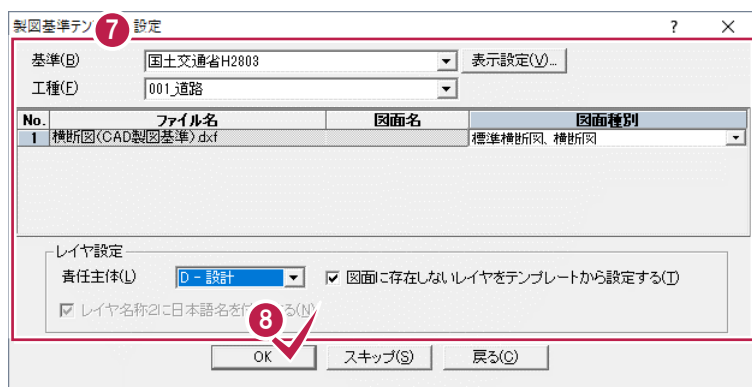 製図基準テン 設定 ? ×
7
基準(B) 国土交通省H2803 表示設定(V)...
工種(F) 001_道路
No. ファイル名 図面名 図面種別
1 横断図(CAD製図基準).dxf 標準横断図、横断図
レイヤ設定
責任主体(L) D - 設計 図面に存在しないレイヤをテンプレートから設定する(T)
レイヤ名称2に日本語名を する(N)
8
OK スキップ(S) 戻る(C)